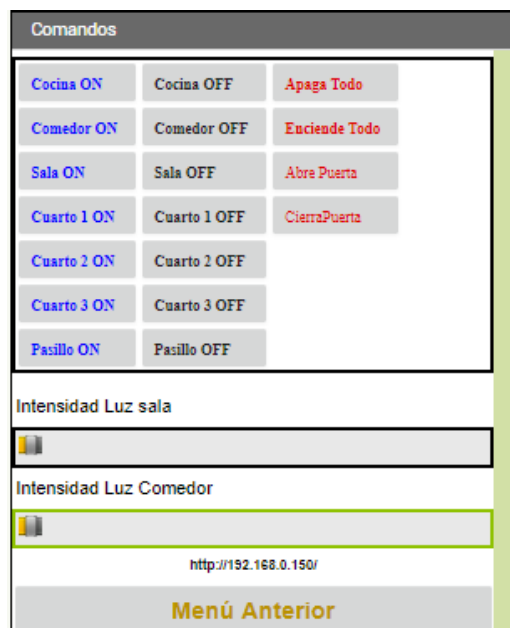 Comandos
Cocina ON Cocina OFF Apaga Todo
Comedor ON Comedor OFF Enciende Todo
Sala ON Sala OFF Abre Puerta
Cuarto 1 ON Cuarto 1 OFF CierraPuerta
Cuarto 2 ON Cuarto 2 OFF
Cuarto 3 ON Cuarto 3 OFF
Pasillo ON Pasillo OFF
Intensidad Luz sala
Intensidad Luz Comedor
http://192.168.0.150/
Menú Anterior